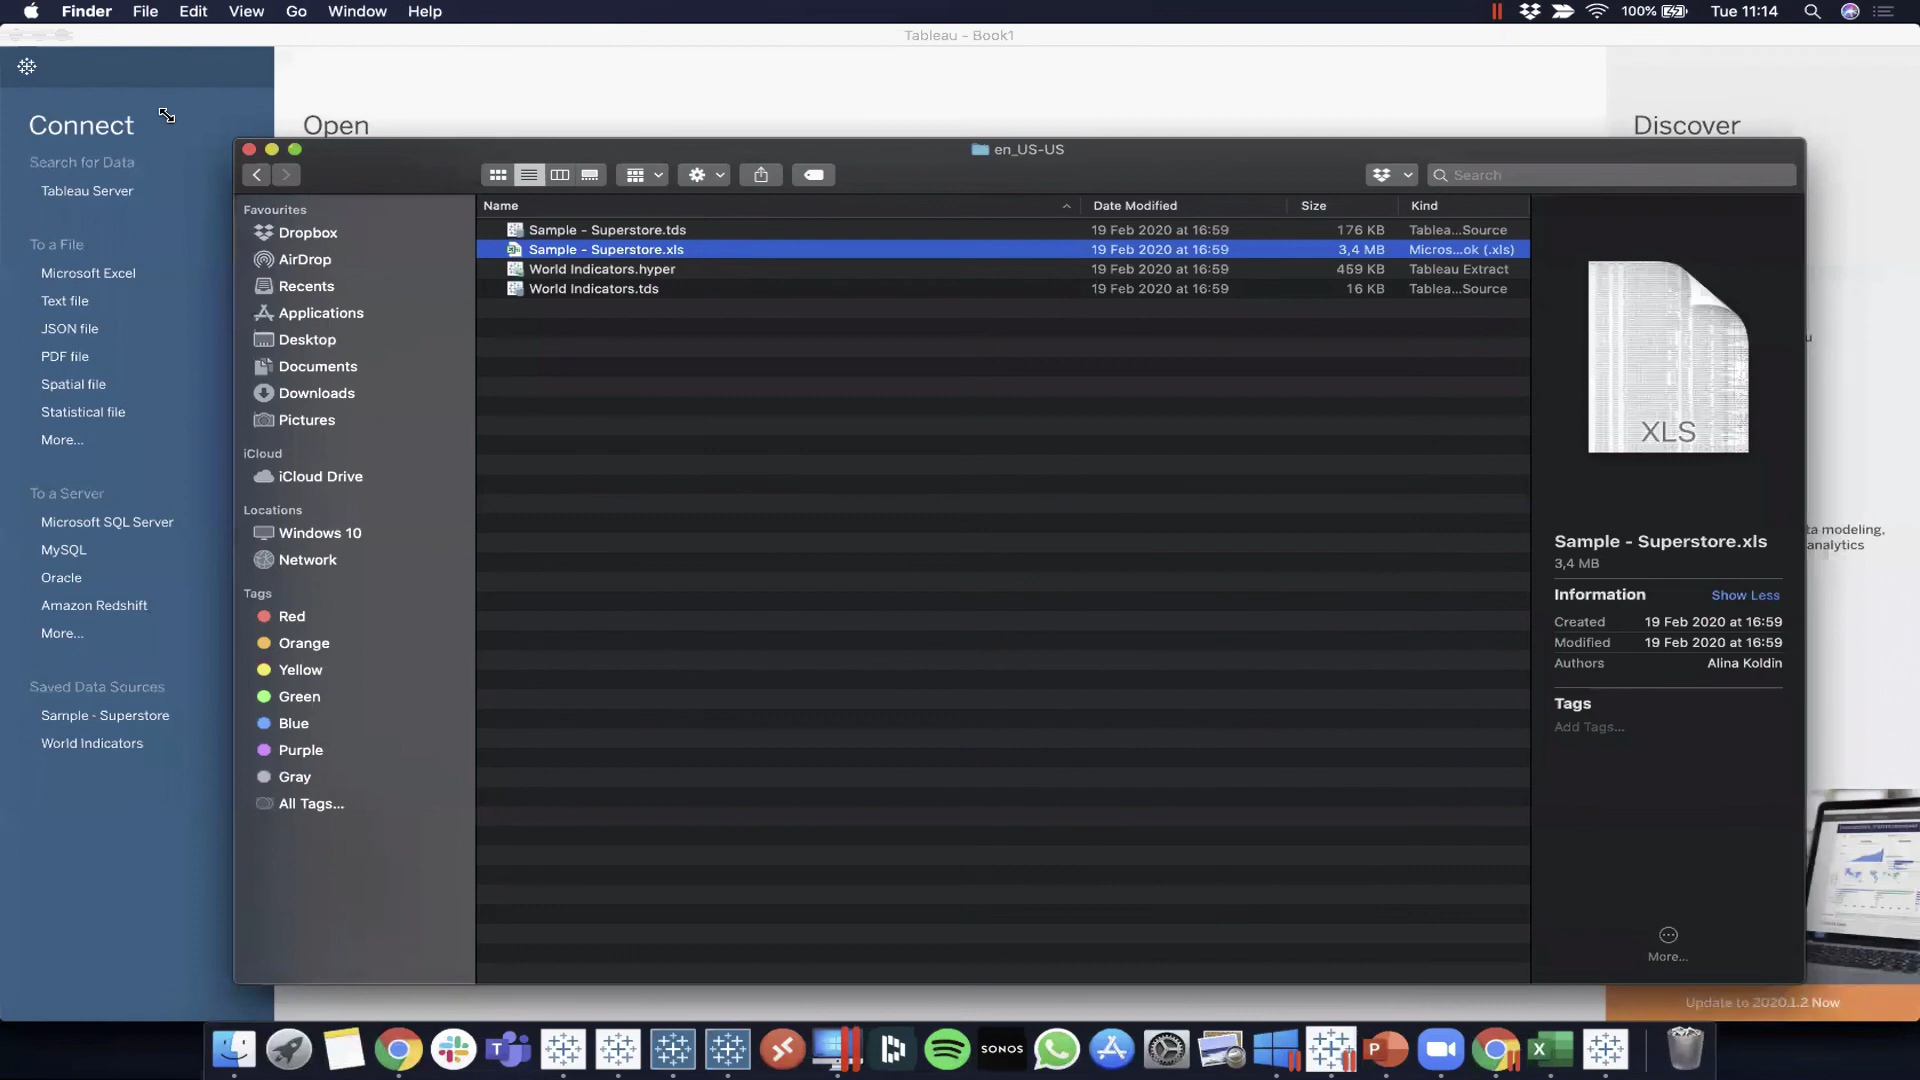 Finder File Edit View Go Window Help 100% Tue 11:14
Tableau - Book1
Connect
Search for Data
Tableau Server
To a File
Microsoft Excel
Text file
JSON file
PDF file
Spatial file
Statistical file
More...
To a Server
Microsoft SQL Server
MySQL
Oracle
Amazon Redshift
More...
Saved Data Sources
Sample - Superstore
World Indicators
Open
Discover
en_US-US
Search
Favourites
Dropbox
AirDrop
Recents
Applications
Desktop
Documents
Downloads
Pictures
iCloud
iCloud Drive
Locations
Windows 10
Network
Tags
Red
Orange
Yellow
Green
Blue
Purple
Gray
All Tags...
Name Date Modified Size Kind
Sample - Superstore.tds 19 Feb 2020 at 16:59 176 KB Tablea...Source
Sample - Superstore.xls 19 Feb 2020 at 16:59 3,4 MB Micros...ok (.xls)
World Indicators.hyper 19 Feb 2020 at 16:59 459 KB Tableau Extract
World Indicators.tds 19 Feb 2020 at 16:59 16 KB Tablea...Source
XLS
Sample - Superstore.xls
3,4 MB
Information Show Less
Created 19 Feb 2020 at 16:59
Modified 19 Feb 2020 at 16:59
Authors Alina Koldin
Tags
Add Tags...
More...
u
ta modeling,
analytics
Update to 2020.1.2 Now
SONOS